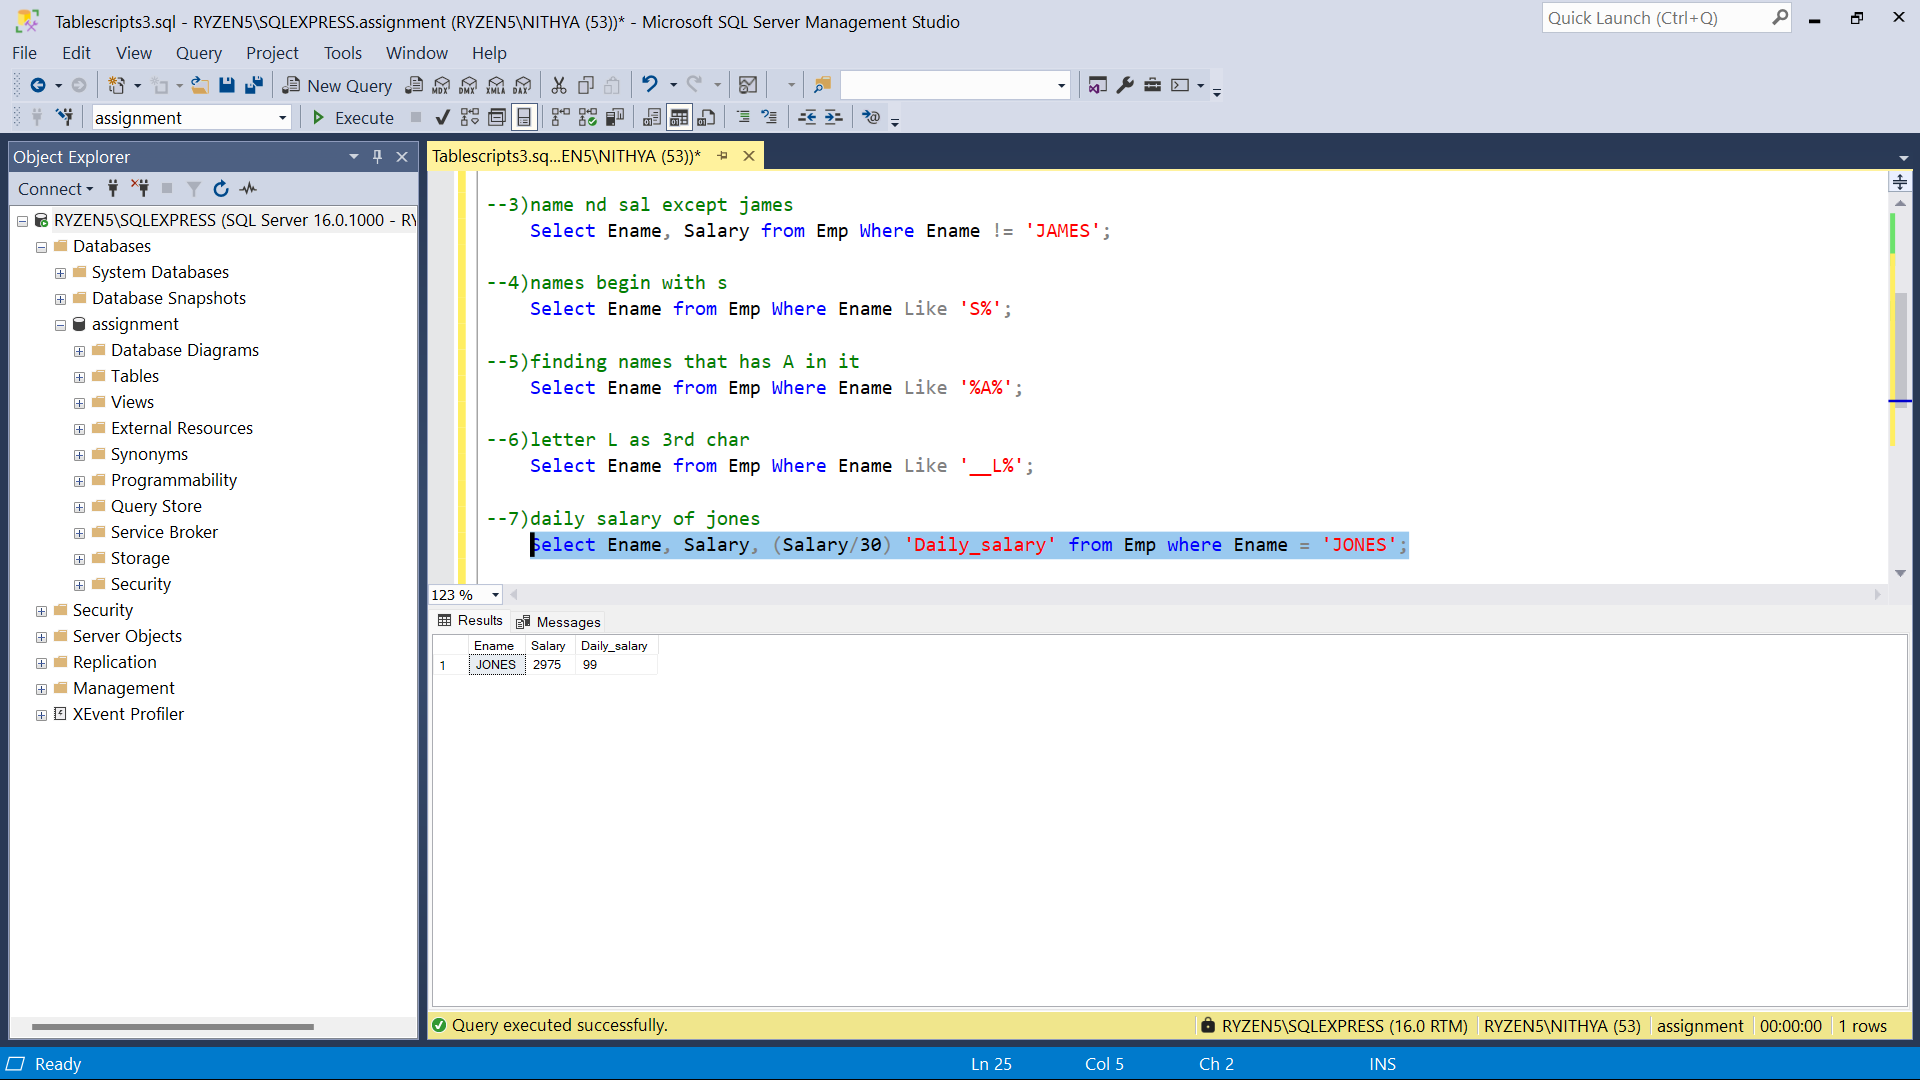 Tablescripts3.sql - RYZEN5\SQLEXPRESS.assignment (RYZEN5\NITHYA (53))* - Microsoft SQL Server Management Studio
Quick Launch (Ctrl+Q)
File Edit View Query Project Tools Window Help
New Query MDX DMX XMLA DAX
assignment Execute
Object Explorer
Tablescripts3.sq...EN5\NITHYA (53))*
Connect
RYZEN5\SQLEXPRESS (SQL Server 16.0.1000 - RY
Databases
System Databases
Database Snapshots
assignment
Database Diagrams
Tables
Views
External Resources
Synonyms
Programmability
Query Store
Service Broker
Storage
Security
Security
Server Objects
Replication
Management
XEvent Profiler
--3)name nd sal except james
Select Ename, Salary from Emp Where Ename != 'JAMES';
--4)names begin with s
Select Ename from Emp Where Ename Like 'S%';
--5)finding names that has A in it
Select Ename from Emp Where Ename Like '%A%';
--6)letter L as 3rd char
Select Ename from Emp Where Ename Like '__L%';
--7)daily salary of jones
Select Ename, Salary, (Salary/30) 'Daily_salary' from Emp where Ename = 'JONES';
123 %
Results Messages
Ename Salary Daily_salary
1 JONES 2975 99
Query executed successfully.
RYZEN5\SQLEXPRESS (16.0 RTM) RYZEN5\NITHYA (53) assignment 00:00:00 1 rows
Ready Ln 25 Col 5 Ch 2 INS